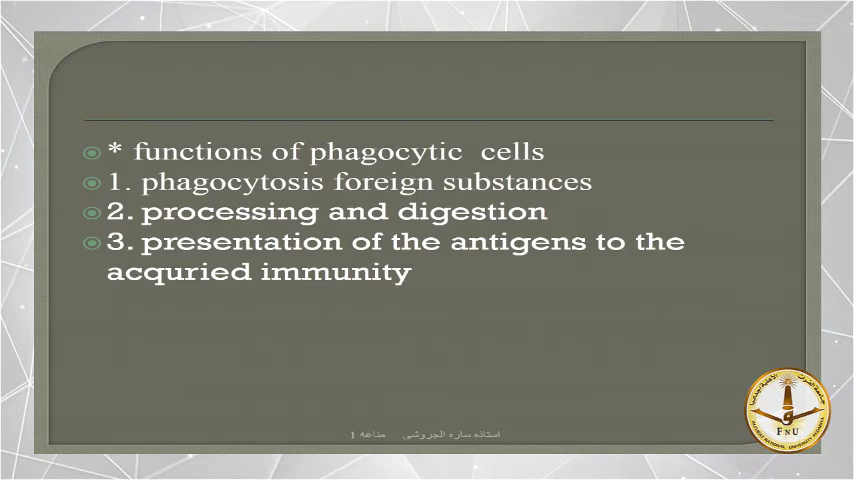 * functions of phagocytic cells
1. phagocytosis foreign substances
2. processing and digestion
3. presentation of the antigens to the
acquried immunity
استاذه ساره الجروشي مناعه 1
FNU